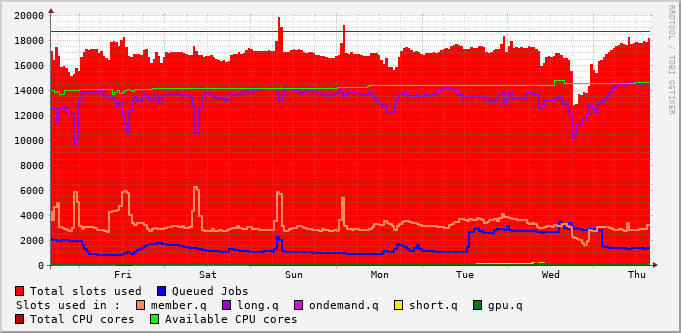 20000
18000
16000
14000
12000
10000
8000
6000
4000
2000
0
Fri Sat Sun Mon Tue Wed Thu
RRDTOOL / TOBI OETIKER
Total slots used Queued Jobs
Slots used in : member.q long.q ondemand.q short.q gpu.q
Total CPU cores Available CPU cores